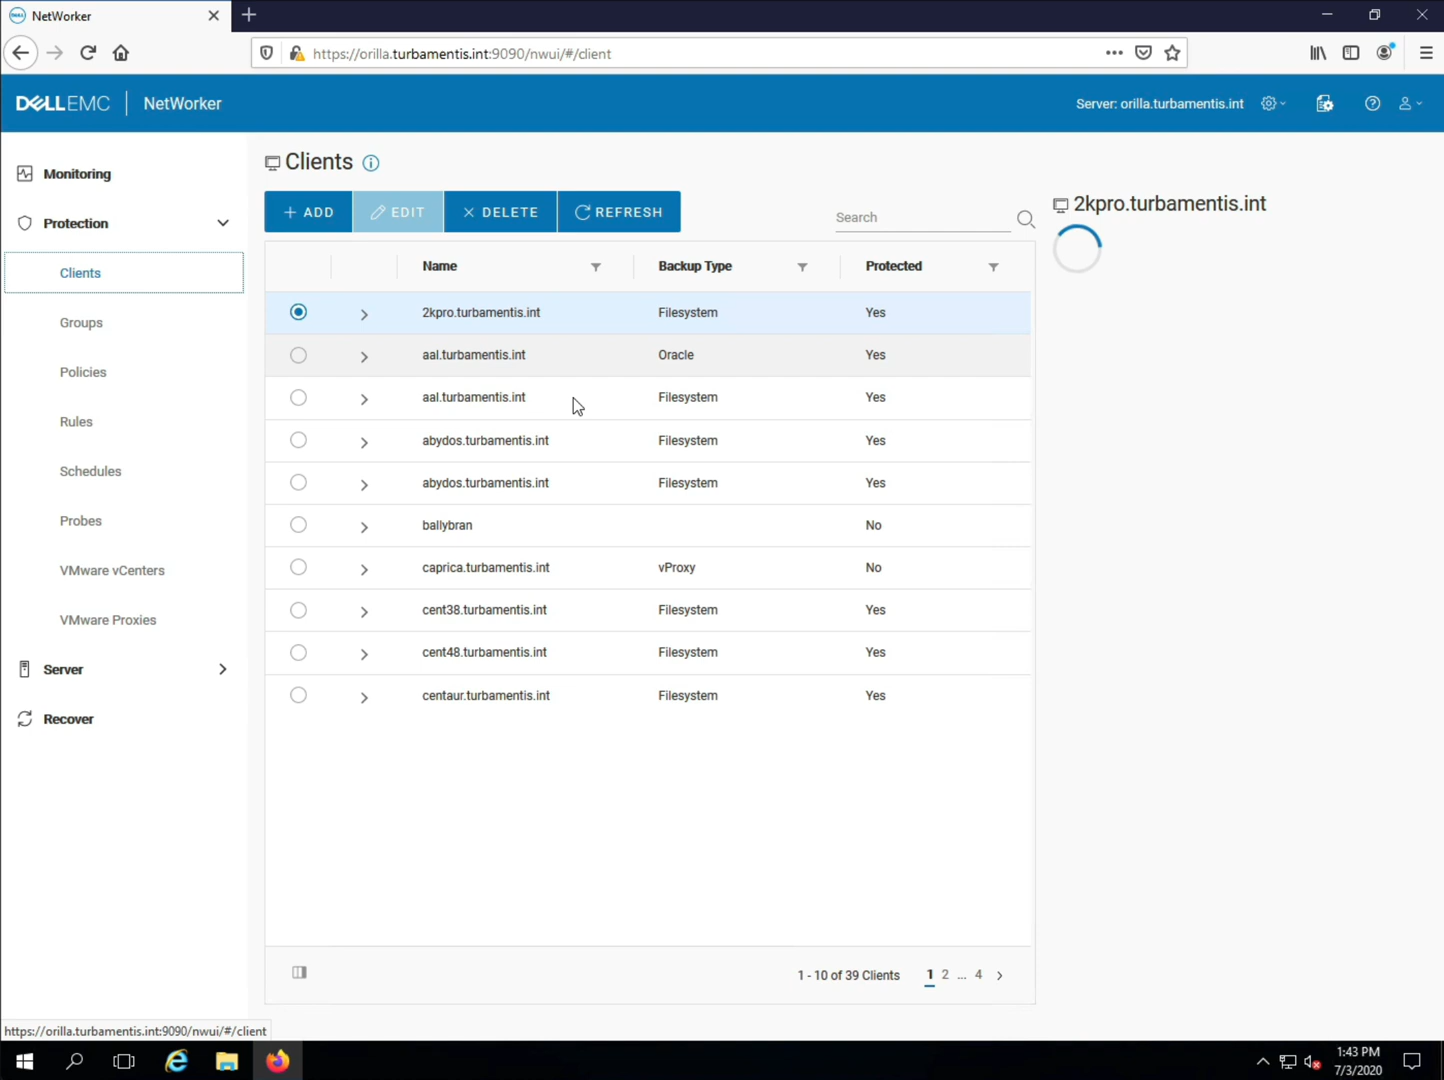 NetWorker
https://orilla.turbamentis.int:9090/nwui/#/client
DELLEMC | NetWorker
Server: orilla.turbamentis.int
Monitoring
Protection
Clients
Groups
Policies
Rules
Schedules
Probes
VMware vCenters
VMware Proxies
Server
Recover
Clients
ADD EDIT DELETE REFRESH
Search
Name Backup Type Protected
2kpro.turbamentis.int Filesystem Yes
aal.turbamentis.int Oracle Yes
aal.turbamentis.int Filesystem Yes
abydos.turbamentis.int Filesystem Yes
abydos.turbamentis.int Filesystem Yes
ballybran No
caprica.turbamentis.int vProxy No
cent38.turbamentis.int Filesystem Yes
cent48.turbamentis.int Filesystem Yes
centaur.turbamentis.int Filesystem Yes
1 - 10 of 39 Clients 1 2 ... 4
2kpro.turbamentis.int
https://orilla.turbamentis.int:9090/nwui/#/client
1:43 PM
7/3/2020